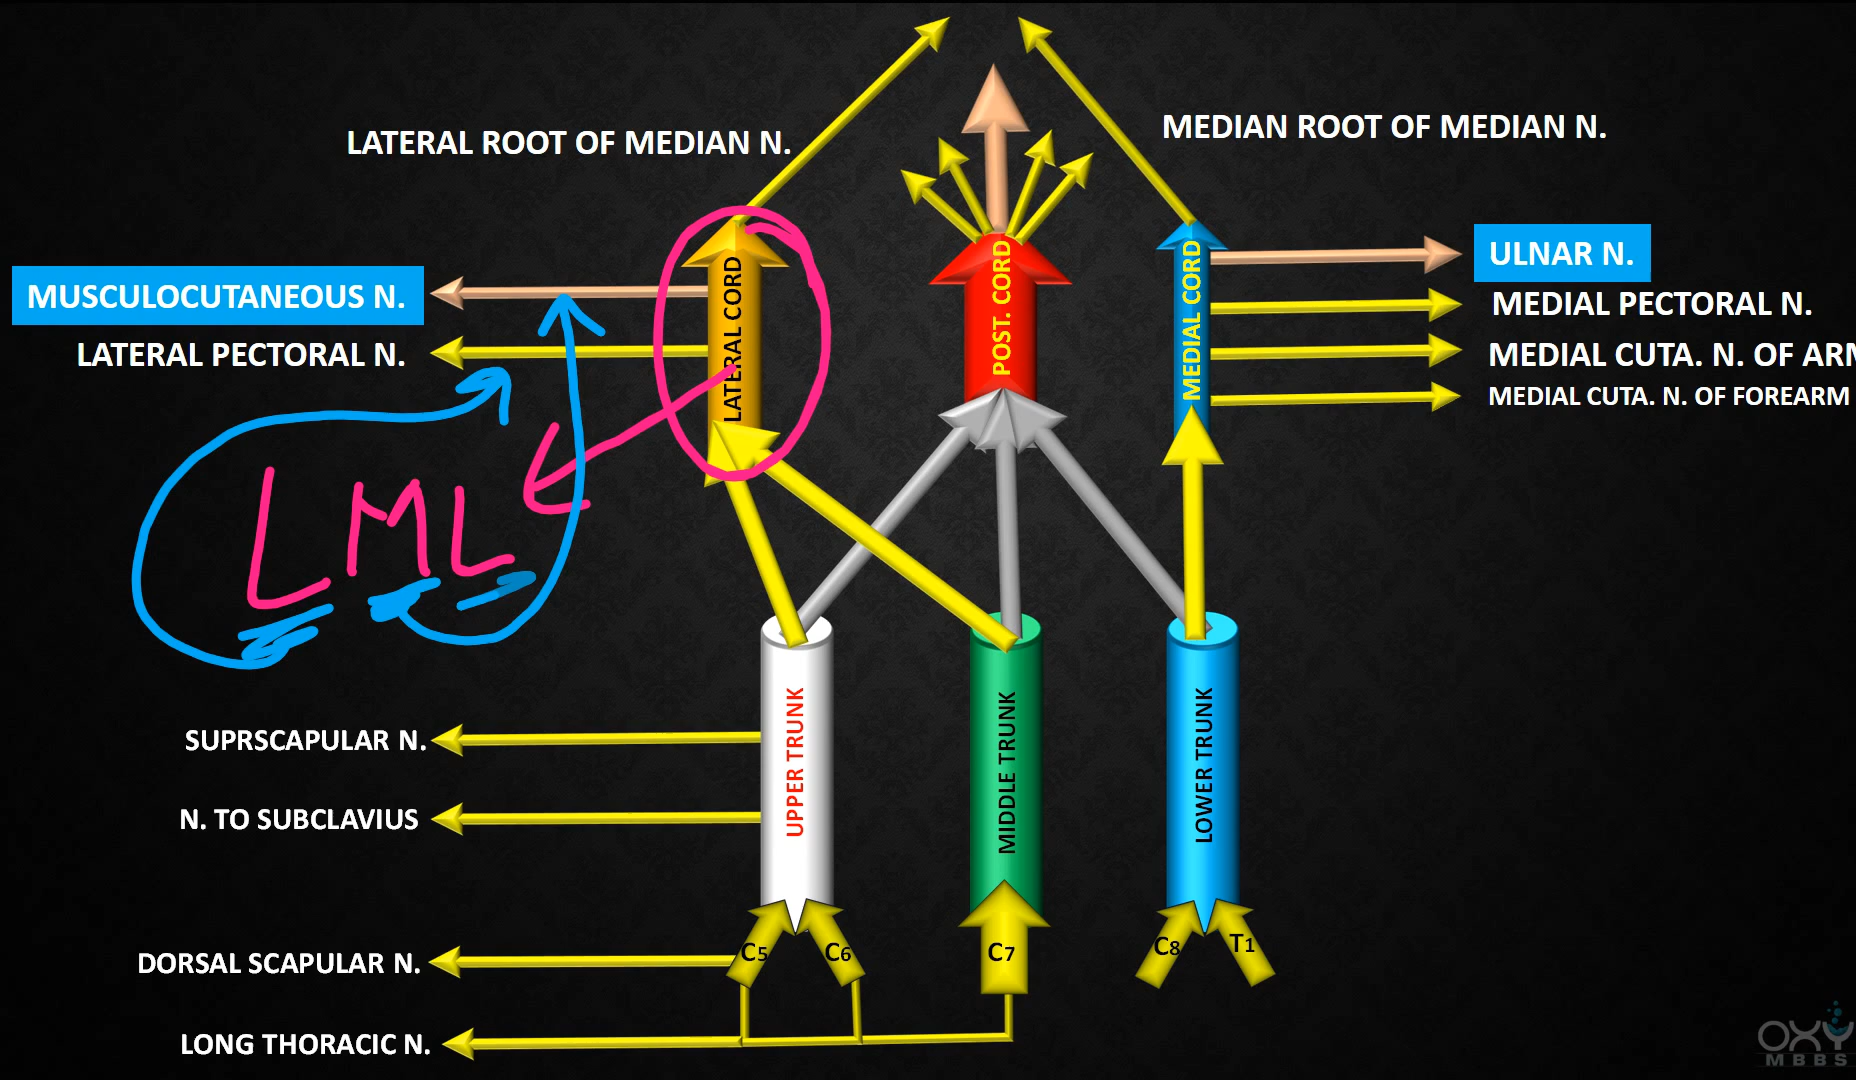 LATERAL ROOT OF MEDIAN N.
MEDIAN ROOT OF MEDIAN N.
MUSCULOCUTANEOUS N.
LATERAL PECTORAL N.
LATERAL CORD
POST. CORD
MEDIAL CORD
ULNAR N.
MEDIAL PECTORAL N.
MEDIAL CUTA. N. OF ARM
MEDIAL CUTA. N. OF FOREARM
LML
SUPRSCAPULAR N.
N. TO SUBCLAVIUS
UPPER TRUNK
MIDDLE TRUNK
LOWER TRUNK
DORSAL SCAPULAR N.
C5
C6
C7
C8
T1
LONG THORACIC N.
OXY
MBBS